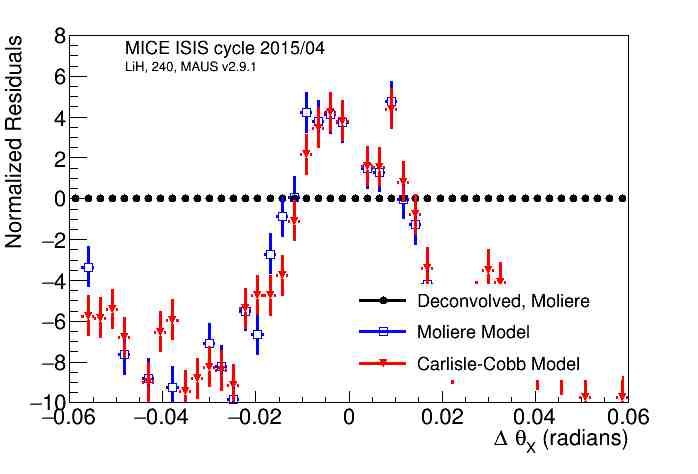 MICE ISIS cycle 2015/04
LiH, 240, MAUS v2.9.1
Normalized Residuals
8
6
4
2
0
−2
−4
−6
−8
−10
Deconvolved, Moliere
Moliere Model
Carlisle-Cobb Model
−0.06 −0.04 −0.02 0 0.02 0.04 0.06
Δ θX (radians)